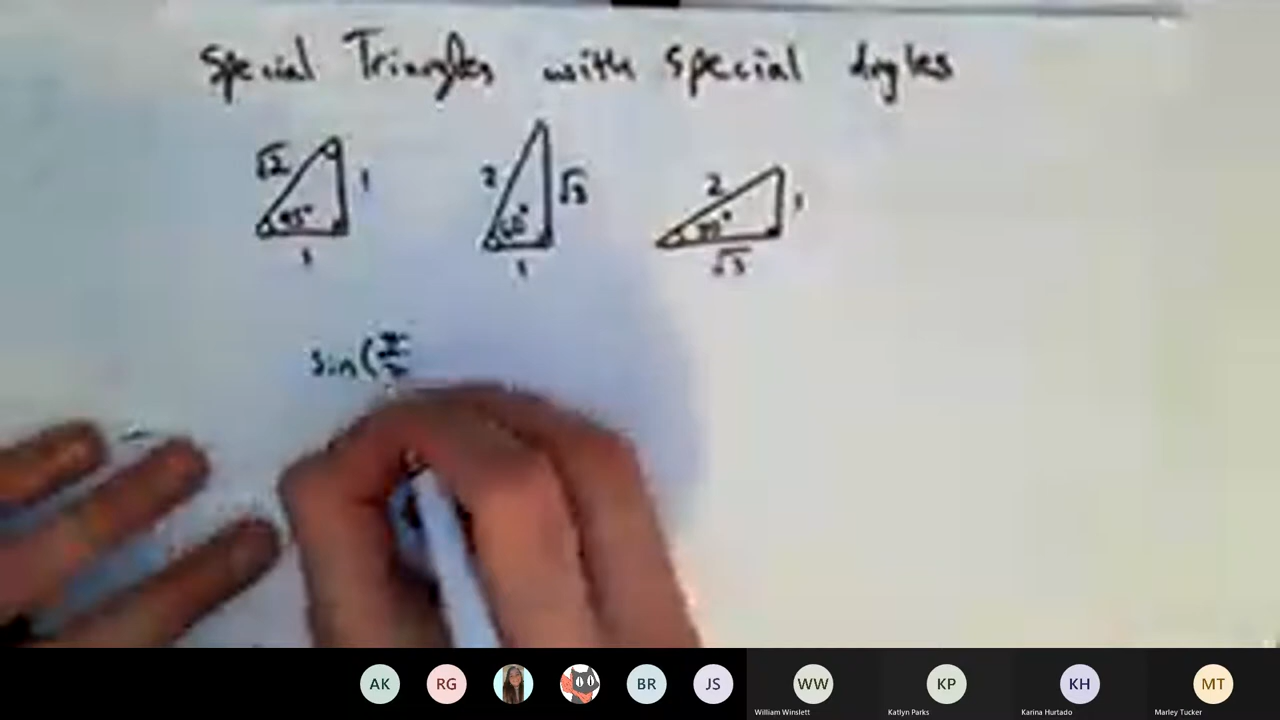 Special Triangles with special angles
√2 1 45° 1
2 √3 60° 1
2 1 30° √3
sin(π
AK RG BR JS WW KP KH MT
William Winslett Katlyn Parks Karina Hurtado Marley Tucker